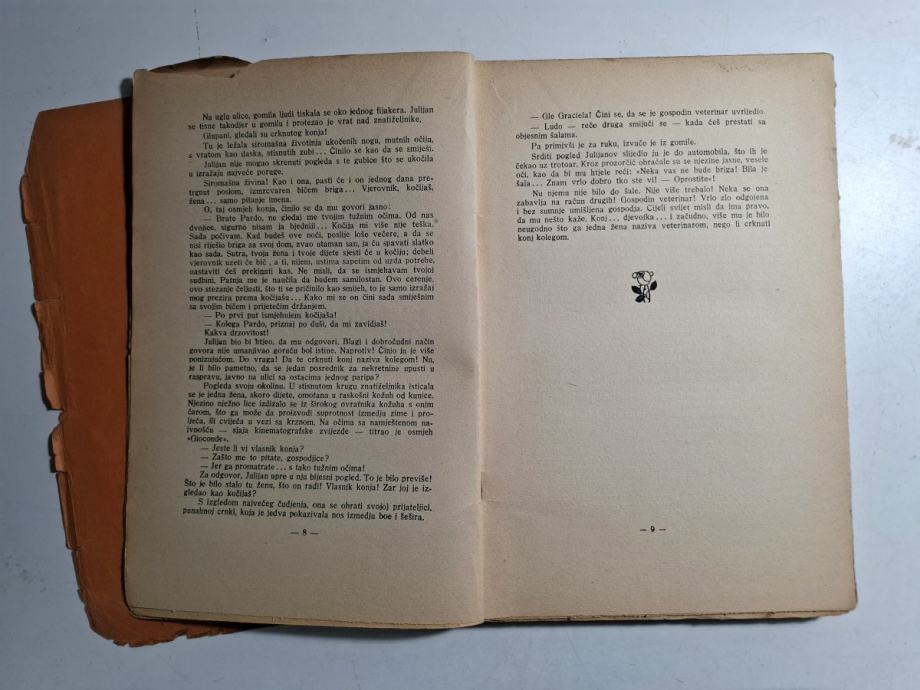 Na uglu ulice, gomila ljudi tiskala se oko jednog fijakera. Julijan
se tisne takodjer u gomilu i protezao je vrat nad znatiželjnike.
Glupani, gledali su crknutog konja!
Tu je ležala siromašna životinja ukočenih nogu, mutnih očiju,
s vratom kao daska, stisnutih zubi... Činilo se kao da se smiješi.
Julijan nije mogao skrenuti pogleda s te gubice što se ukočila
u izražaju najveće poruge.
Siromašna živina! Kao i ona, pasti će i on jednog dana pre-
trgnut poslom, izmrcvaren bičem briga... Vjerovnik, kočijaš,
žena... samo pitanje imena.
O, taj osmjeh konja, činilo se da mu govori jasno:
— Brate Pardo, ne gledaj me tvojim tužnim očima. Od nas
dvojice, sigurno nisam ja bjedniji... Kočija mi više nije teška.
Sada počivam. Kad budeš ove noći, poslije loše večere, a da se
nisi riješio briga za svoj dom, zvao utaman san, ja ću spavati slatko
kao sada. Sutra, tvoja žena i tvoje dijete sjesti će u kočiju; debeli
vjerovnik uzeti će bič, a ti, nijem, ustima sapetim od uzda potrebe,
nastaviti ćeš prekinuti kas. Ne misli, da se ismjehavam tvojoj
sudbini. Patnja me je naučila da budem samilostan. Ovo cerenje,
ovo stezanje čeljusti, što ti se pričinilo kao smijeh, to je samo izražaj
mog prezira prema kočijašu... Kako mi se on čini sada smiješnim
sa svojim bičem i prijetećim držanjem.
— Po prvi put ismjehujem kočijaša!
— Kolega Pardo, priznaj po duši, da mi zavidjaš!
Kakva drzovitost!
Julijan bio bi htjeo, da mu odgovori. Blagi i dobroćudni način
govora nije umanjivao goruću bol istine. Naprotiv! Činio ju je više
ponizujućom. Do vraga! Da te crknuti konj naziva kolegom! Nu,
je li bilo pametno, da se jedan posrednik za nekretnine upusti u
raspravu, javno na ulici sa ostacima jednog paripa?
Pogleda svoju okolinu. U stisnutom krugu znatiželjnika isticala
se je jedna žena, skoro dijete, omotana u raskošni kožuh od kunice.
Njezino nježno lice izdizalo se iz širokog ovratnika kožuha s onim
čarom, što ga može da proizvodi suprotnost izmedju zime i pro-
ljeća, ili cvijeća u vezi sa krznom. Na očima sa namještenom na-
ivnošću — sjaja kinematografske zvijezde — titrao je osmjeh
»Gioconde«.
— Jeste li vi vlasnik konja?
— Zašto me to pitate, gospodjice?
— Jer ga promatrate... s tako tužnim očima!
Za odgovor, Julijan upre u nju bijesni pogled. To je bilo previše!
Što je bilo stalo tu ženu, što on radi! Vlasnik konja! Zar joj je iz-
gledao kao kočijaš?
S izgledom najvećeg čudjenja, ona se obrati svojoj prijateljici,
punahnoj crnki, koja je jedva pokazivala nos izmedju boe i šešira.
— 8 —
— Gle Graciela! Čini se, da se je gospodin veterinar uvrijedio.
— Ludo — reče druga smijući se — kada ćeš prestati sa
objesnim šalama.
Pa primivši je za ruku, izvuče je iz gomile.
Srditi pogled Julijanov slijedio ju je do automobila, što ih je
čekao uz trotoar. Kroz prozorčić obraćale su se njezine jasne, vesele
oči, kao da bi mu htjele reći: »Neka vas ne bude briga! Bila je
šala... Znam vrlo dobro tko ste vi! — Oprostite«!
Nu njemu nije bilo do šale. Nije više trebalo! Neka se ona
zabavlja na račun drugih! Gospodin veterinar! Vrlo zlo odgojena
i bez sumnje umišljena gospodja. Cijeli svijet misli da ima pravo,
da mu nešto kaže. Konj... djevojka... i začudno, više mu je bilo
neugodno što ga jedna žena naziva veterinarom, nego li crknuti
konj kolegom.
— 9 —